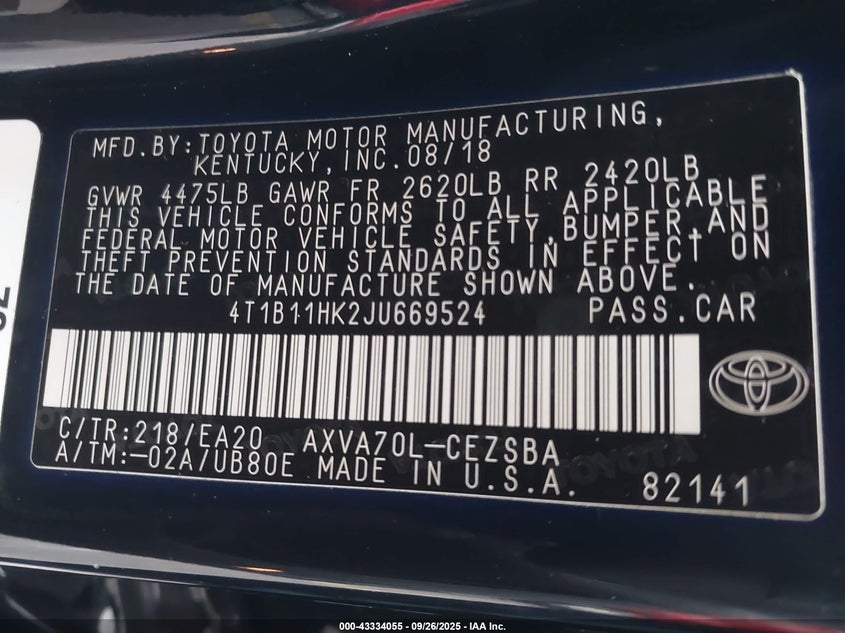 MFD.BY:TOYOTA MOTOR MANUFACTURING,
KENTUCKY,INC.08/18
GVWR 4475LB GAWR FR 2620LB RR 2420LB
THIS VEHICLE CONFORMS TO ALL APPLICABLE
FEDERAL MOTOR VEHICLE SAFETY,BUMPER,AND
THEFT PREVENTION STANDARDS IN EFFECT ON
THE DATE OF MANUFACTURE SHOWN ABOVE.
4T1B11HK2JU669524 PASS.CAR
C/TR:218/EA20 AXVA70L-CEZSBA
A/TM:-02A/UB80E MADE IN U.S.A.
82141
000-43334055 - 09/26/2025 - IAA Inc.